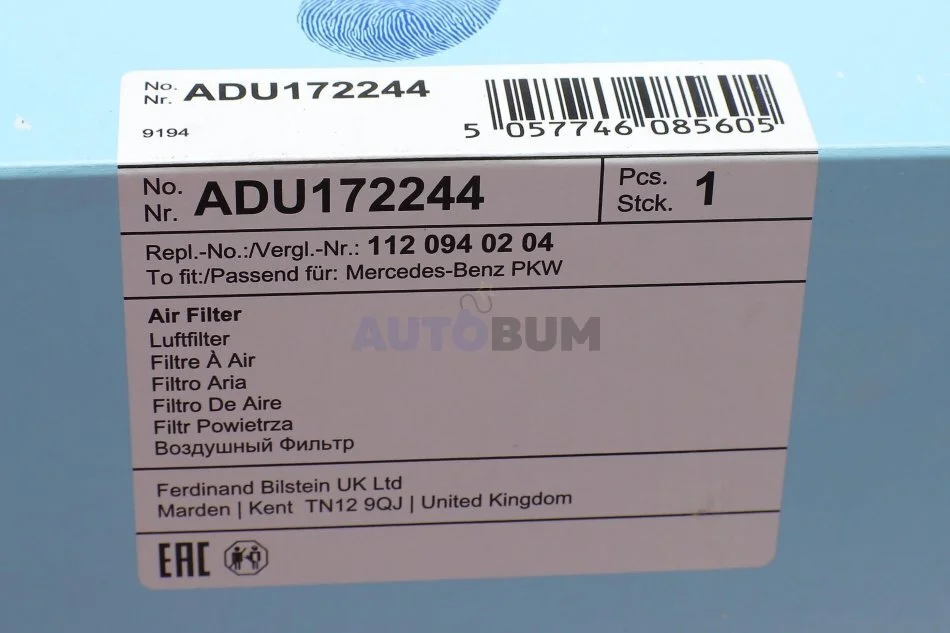 No.
Nr.
ADU172244
9194
5 057746 085605
No.
Nr.
ADU172244
Pcs.
Stck.
1
Repl.-No.:/Vergl.-Nr.: 112 094 02 04
To fit:/Passend für: Mercedes-Benz PKW
Air Filter
Luftfilter
Filtre À Air
Filtro Aria
Filtro De Aire
Filtr Powietrza
Воздушный Фильтр
AUTOBUM
Ferdinand Bilstein UK Ltd
Marden | Kent TN12 9QJ | United Kingdom
EAC